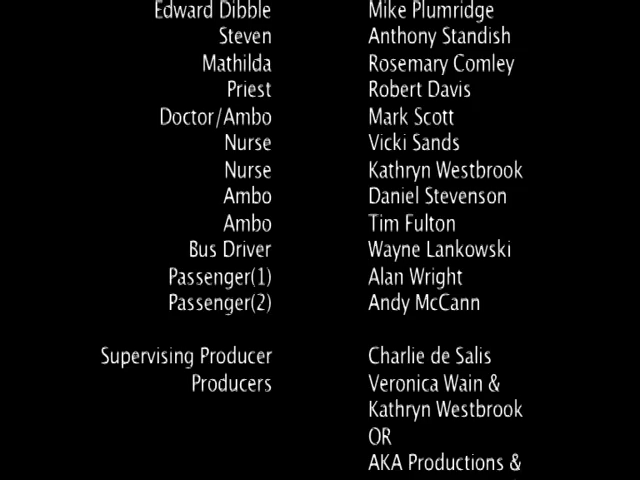 Edward Dibble Mike Plumridge
Steven Anthony Standish
Mathilda Rosemary Comley
Priest Robert Davis
Doctor/Ambo Mark Scott
Nurse Vicki Sands
Nurse Kathryn Westbrook
Ambo Daniel Stevenson
Ambo Tim Fulton
Bus Driver Wayne Lankowski
Passenger(1) Alan Wright
Passenger(2) Andy McCann
Supervising Producer Charlie de Salis
Producers Veronica Wain &
Kathryn Westbrook
OR
AKA Productions &